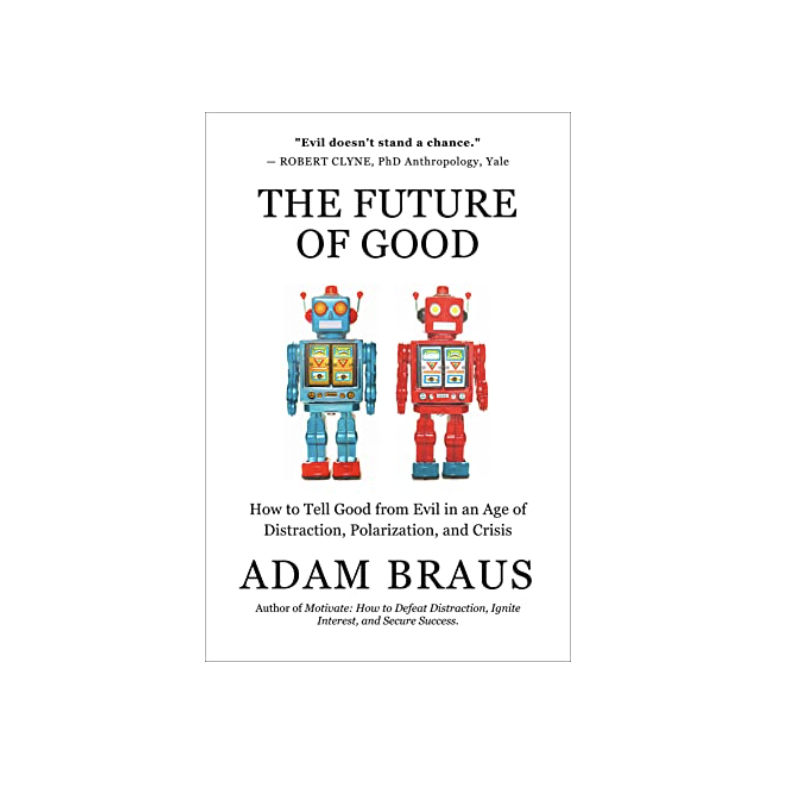 "Evil doesn't stand a chance."
— ROBERT CLYNE, PhD Anthropology, Yale
THE FUTURE
OF GOOD
How to Tell Good from Evil in an Age of
Distraction, Polarization, and Crisis
ADAM BRAUS
Author of Motivate: How to Defeat Distraction, Ignite
Interest, and Secure Success.